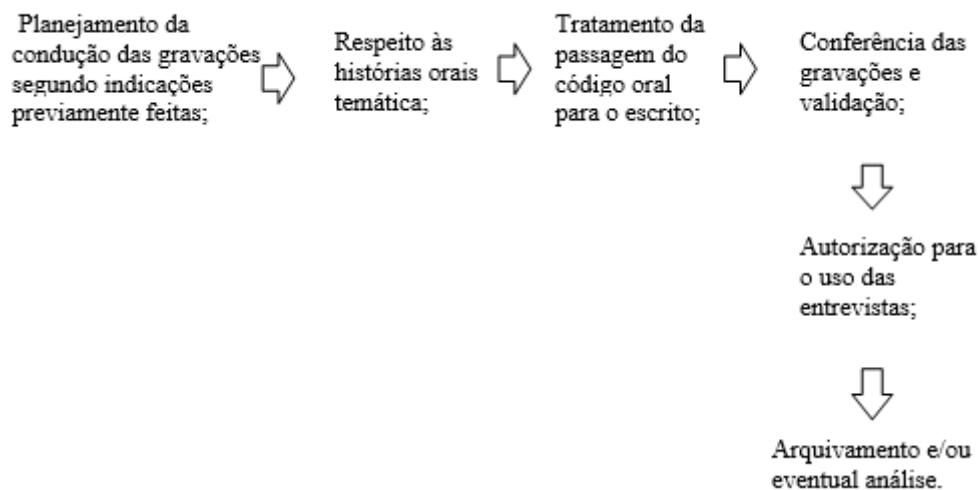 Planejamento da
condução das gravações
segundo indicações
previamente feitas;
Respeito às
histórias orais
temática;
Tratamento da
passagem do
código oral
para o escrito;
Conferência das
gravações e
validação;
Autorização para
o uso das
entrevistas;
Arquivamento e/ou
eventual análise.